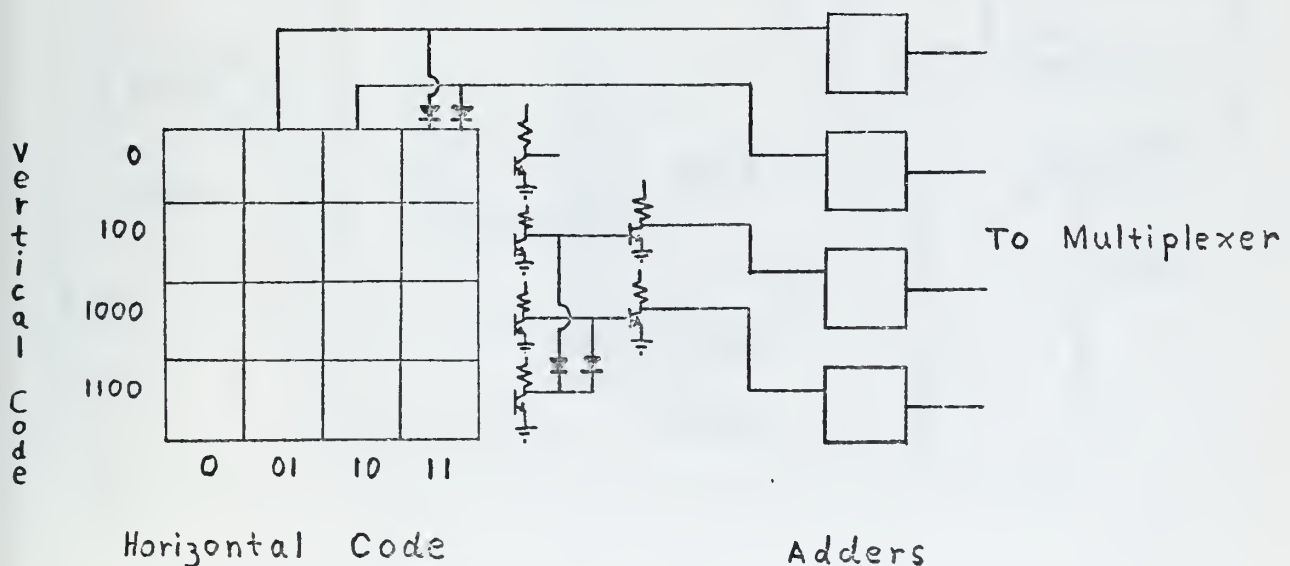 Vertical Code
0
100
1000
1100
0 01 10 11
Horizontal Code
Adders
To Multiplexer